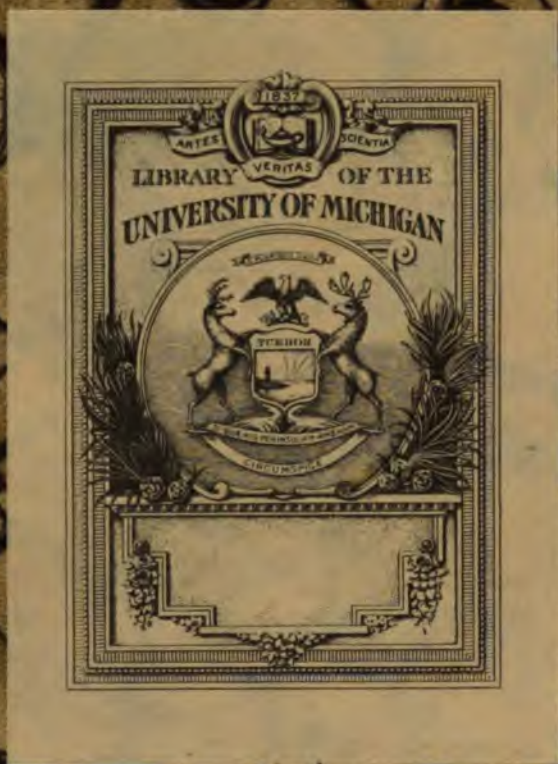 1837
ARTES SCIENTIA
VERITAS
LIBRARY OF THE
UNIVERSITY OF MICHIGAN
TUEBOR
CIRCUMSPICE